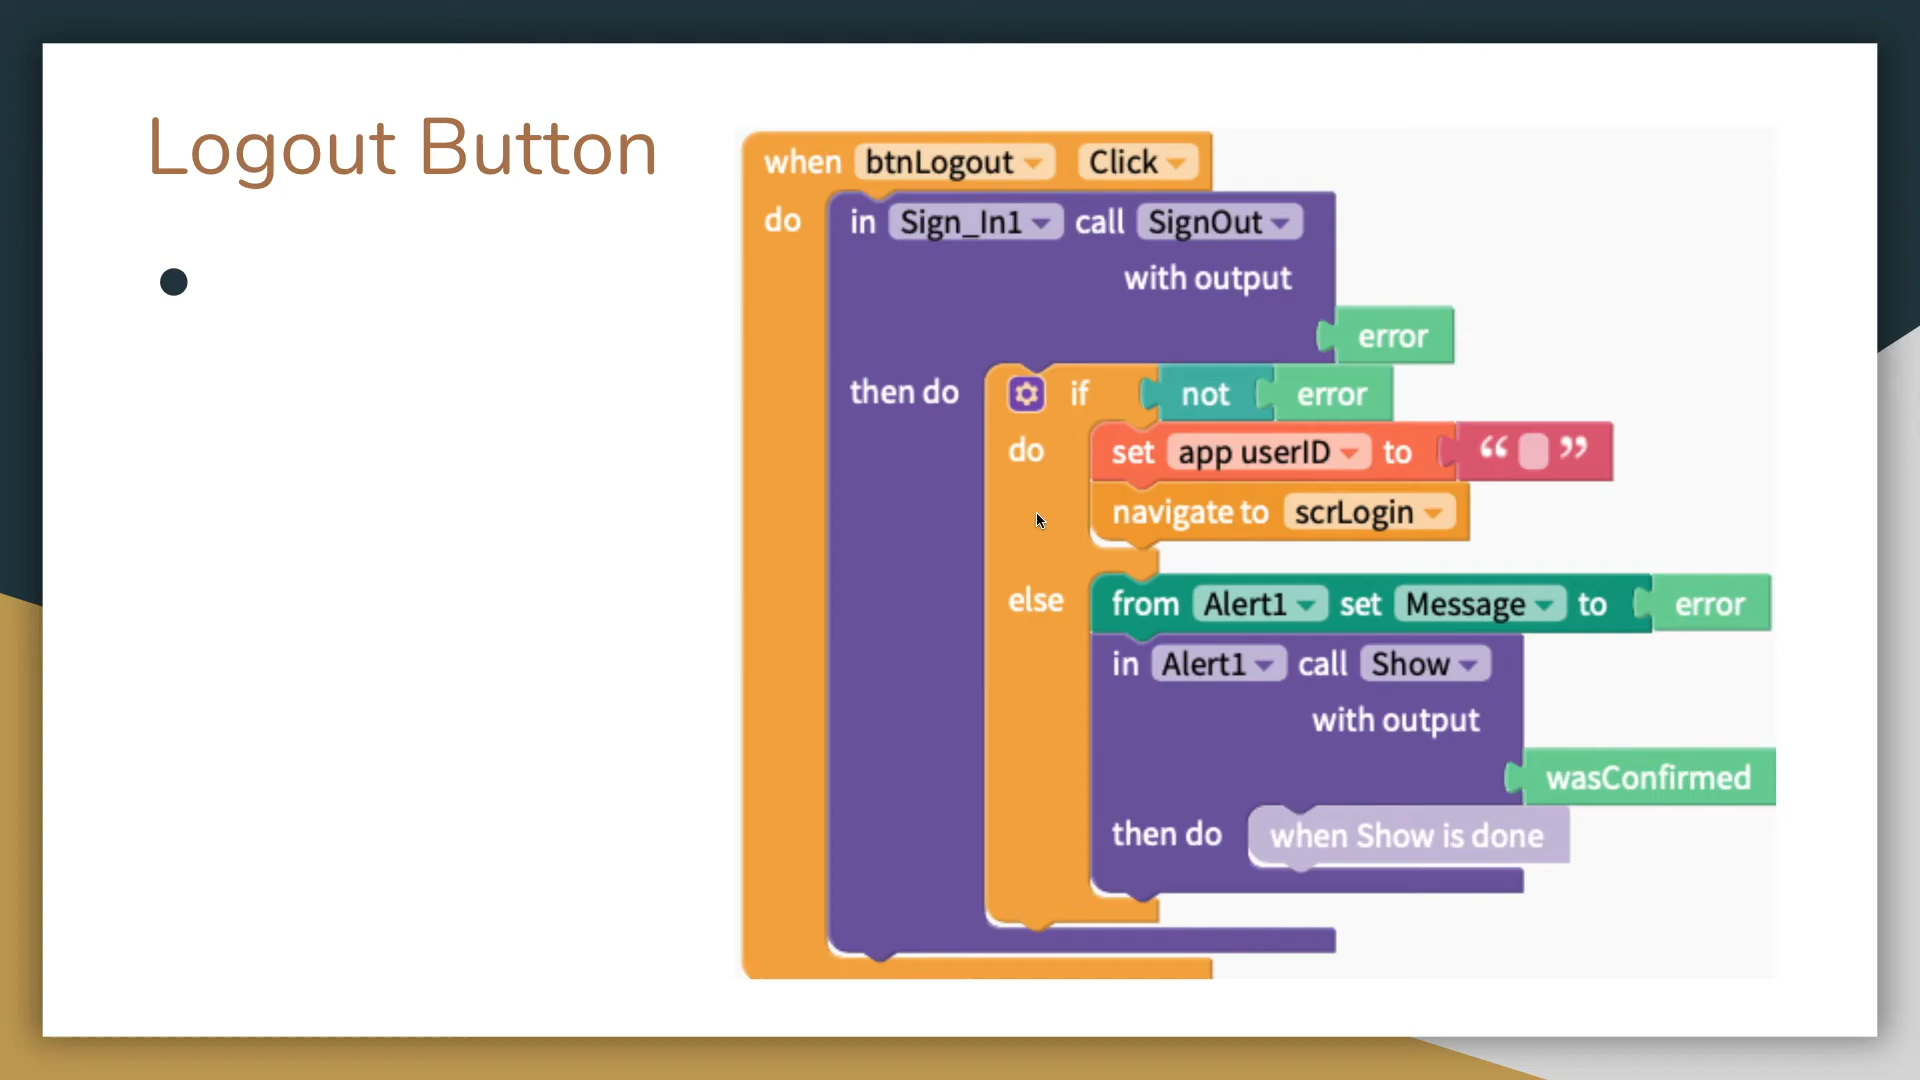 Logout Button
when btnLogout Click
do in Sign_In1 call SignOut
with output
error
then do if not error
do set app userID to “ ”
navigate to scrLogin
else from Alert1 set Message to error
in Alert1 call Show
with output
wasConfirmed
then do when Show is done